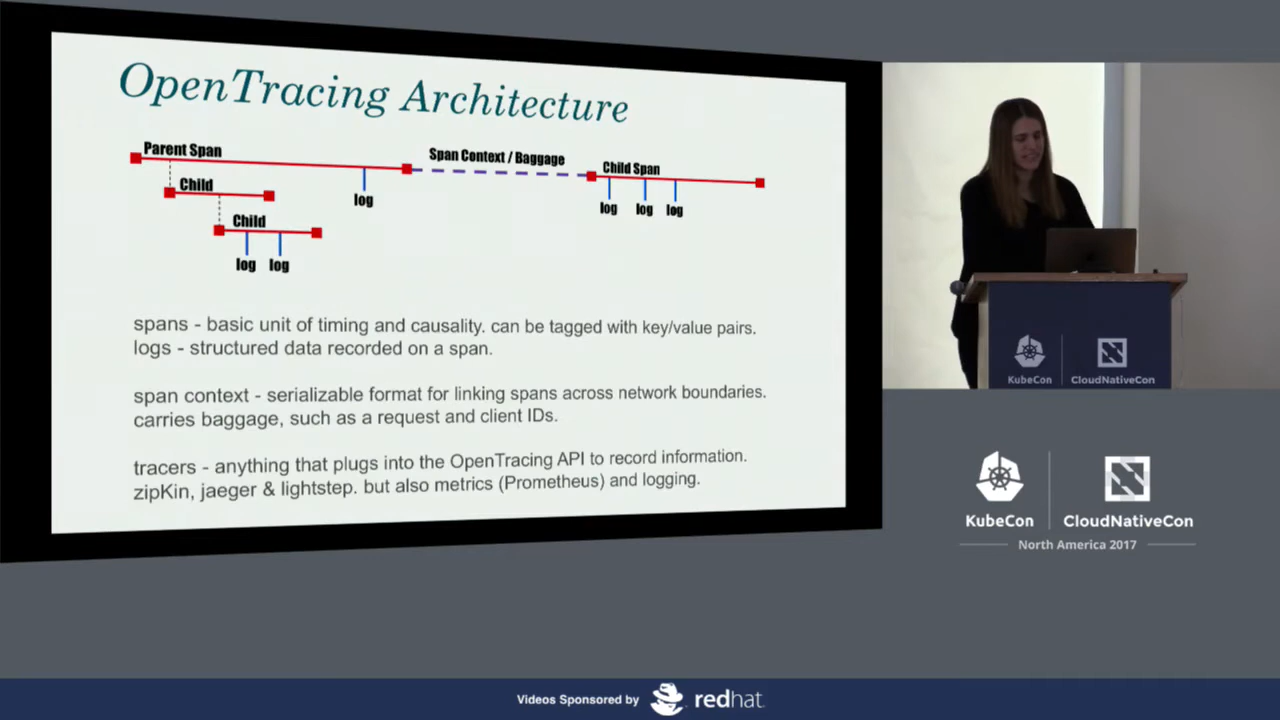 OpenTracing Architecture
Parent Span
Span Context / Baggage
Child Span
Child
log
log log log
Child
log log
spans - basic unit of timing and causality. can be tagged with key/value pairs.
logs - structured data recorded on a span.
span context - serializable format for linking spans across network boundaries.
carries baggage, such as a request and client IDs.
tracers - anything that plugs into the OpenTracing API to record information.
zipKin, jaeger & lightstep. but also metrics (Prometheus) and logging.
KubeCon CloudNativeCon
KubeCon CloudNativeCon
North America 2017
Videos Sponsored by redhat.